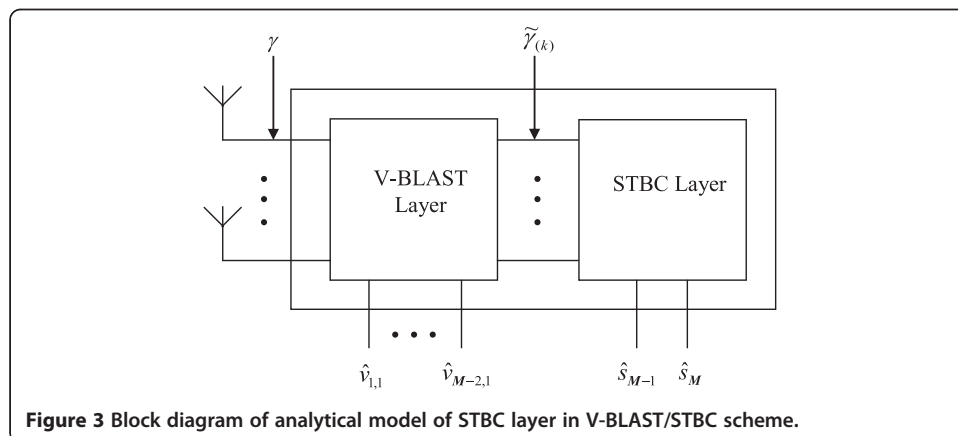 γ
γ̃(k)
V-BLAST
Layer
STBC Layer
v̂1,1
v̂M−2,1
ŝM−1
ŝM
Figure 3 Block diagram of analytical model of STBC layer in V-BLAST/STBC scheme.